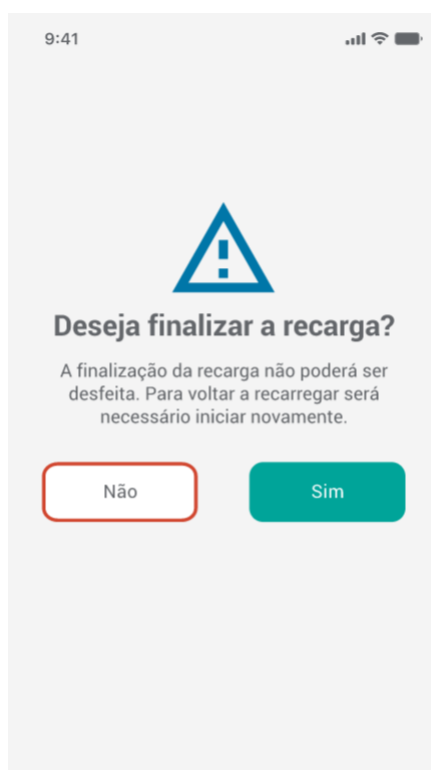 9:41
Deseja finalizar a recarga?
A finalização da recarga não poderá ser
desfeita. Para voltar a recarregar será
necessário iniciar novamente.
Não
Sim